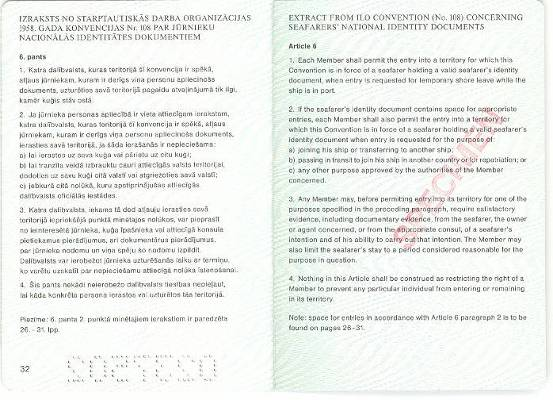 IZRAKSTS NO STARPTAUTISKĀS DARBA ORGANIZĀCIJAS
1958. GADA KONVENCIJAS Nr. 108 PAR JŪRNIEKU
NACIONĀLĀS IDENTITĀTES DOKUMENTIEM
6. pants
1. Katra dalībvalsts, kuras teritorijā šī konvencija ir spēkā,
atļaus jūrniekam, kuram ir derīgs viņa personu apliecinošs
dokuments, uzturēties savā teritorijā pagaidu atvaļinājumā tik ilgi,
kamēr kuģis stāv ostā.
2. Ja jūrnieka personas apliecībā ir vieta attiecīgam ierakstam,
katra dalībvalsts, kuras teritorijā šī konvencija ir spēkā, atļaus
jūrniekam, kuram ir derīgs viņa personu apliecinošs dokuments,
ierasties savā teritorijā, ja šāda ierašanās ir nepieciešama:
a) lai ierastos uz sava kuģa vai pārietu uz citu kuģi;
b) lai tranzīta veidā izbrauktu cauri attiecīgās valsts teritorijai,
dodoties uz savu kuģi citā valstī vai atgriežoties savā valstī;
c) jebkurā citā nolūkā, kuru apstiprinājušas attiecīgās
dalībvalsts oficiālās iestādes.
3. Katra dalībvalsts, iekams tā dod atļauju ierasties savā
teritorijā iepriekšējā punktā minētajos nolūkos, var pieprasīt
no ieinteresētā jūrnieka, kuģa īpašnieka vai attiecīgā konsula
pietiekamus pierādījumus, arī dokumentārus pierādījumus,
par jūrnieka nodomu un viņa spēju šo nodomu izpildīt.
Dalībvalsts var ierobežot jūrnieka uzturēšanās laiku ar termiņu,
ko varētu uzskatīt par nepieciešamu attiecīgā nolūka īstenošanai.
4. Šis pants nekādi neierobežo dalībvalsts tiesības nepieļaut,
lai kāda konkrēta persona ierastos vai uzturētos tās teritorijā.
Piezīme: 6. panta 2. punktā minētajiem ierakstiem ir paredzēta
26. - 31. lpp.
32
EXTRACT FROM ILO CONVENTION (No. 108) CONCERNING
SEAFARERS' NATIONAL IDENTITY DOCUMENTS
Article 6
1. Each Member shall permit the entry into a territory for which this
Convention is in force of a seafarer holding a valid seafarer's identity
document, when entry is requested for temporary shore leave while the
ship is in port.
2. If the seafarer's identity document contains space for appropriate
entries, each Member shall also permit the entry into a territory for
which this Convention is in force of a seafarer holding a valid seafarer's
identity document when entry is requested for the purpose of:
a) joining his ship or transferring to another ship;
b) passing in transit to join his ship in another country or repatriation; or
c) any other purpose approved by the authorities of the Member
concerned.
3. Any Member may, before permitting entry into its territory for one of the
purposes specified in the preceding paragraph, require satisfactory
evidence, including documentary evidence, from the seafarer, the owner
or agent concerned, or from the appropriate consul, of a seafarer's
intention and of his ability to carry out that intention. The Member may
also limit the seafarer's stay to a period considered reasonable for the
purpose in question.
4. Nothing in this Article shall be construed as restricting the right of a
Member to prevent any particular individual from entering or remaining
in its territory.
Note: space for entries in accordance with Article 6 paragraph 2 is to be
found on pages 26-31.
SPECIMEN